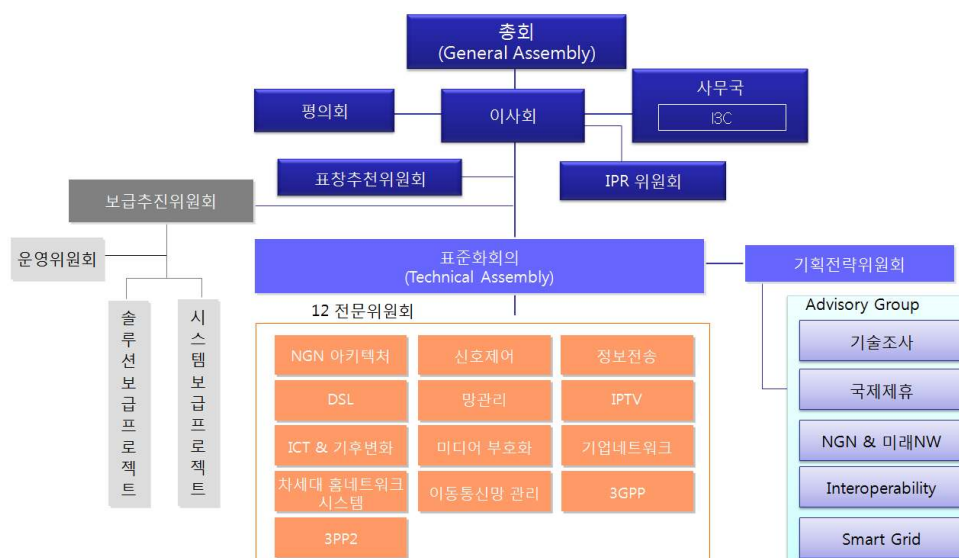 총회
(General Assembly)
사무국
I3C
평의회
이사회
표창추천위원회
IPR 위원회
보급추진위원회
운영위원회
표준화회의
(Technical Assembly)
기획전략위원회
솔루션보급프로젝트
시스템보급프로젝트
12 전문위원회
NGN 아키텍처
신호제어
정보전송
DSL
망관리
IPTV
ICT & 기후변화
미디어 부호화
기업네트워크
차세대 홈네트워크
시스템
이동통신망 관리
3GPP
3PP2
Advisory Group
기술조사
국제제휴
NGN & 미래NW
Interoperability
Smart Grid